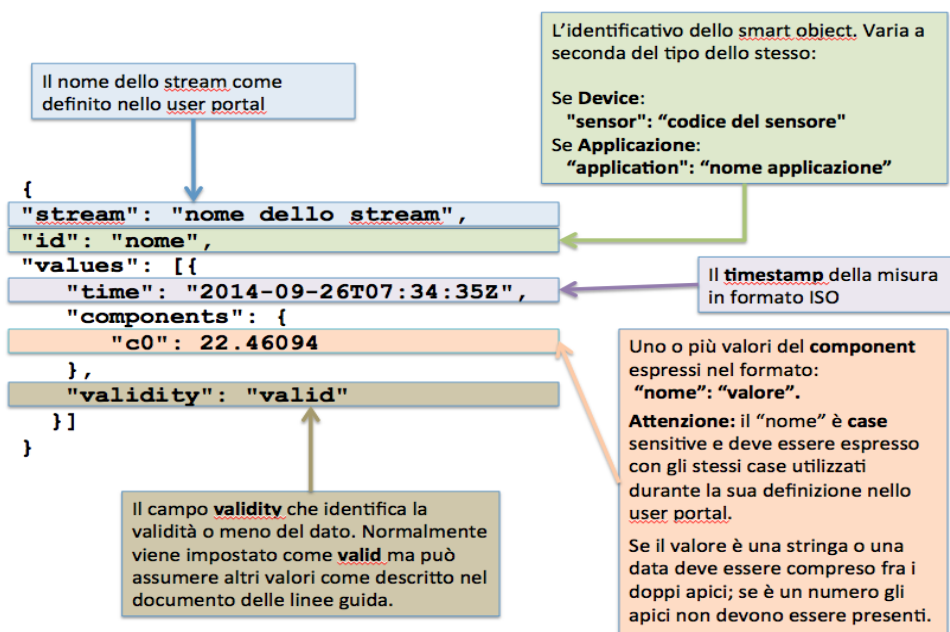 L'identificativo dello smart object. Varia a
seconda del tipo dello stesso:
Se Device:
"sensor": “codice del sensore"
Se Applicazione:
“application": “nome applicazione”
Il nome dello stream come
definito nello user portal
{
"stream": "nome dello stream",
"id": "nome",
"values": [{
"time": "2014-09-26T07:34:35Z",
"components": {
"c0": 22.46094
},
"validity": "valid"
}]
}
Il timestamp della misura
in formato ISO
Uno o più valori del component
espressi nel formato:
“nome”: “valore”.
Attenzione: il “nome” è case
sensitive e deve essere espresso
con gli stessi case utilizzati
durante la sua definizione nello
user portal.
Se il valore è una stringa o una
data deve essere compreso fra i
doppi apici; se è un numero gli
apici non devono essere presenti.
Il campo validity che identifica la
validità o meno del dato. Normalmente
viene impostato come valid ma può
assumere altri valori come descritto nel
documento delle linee guida.